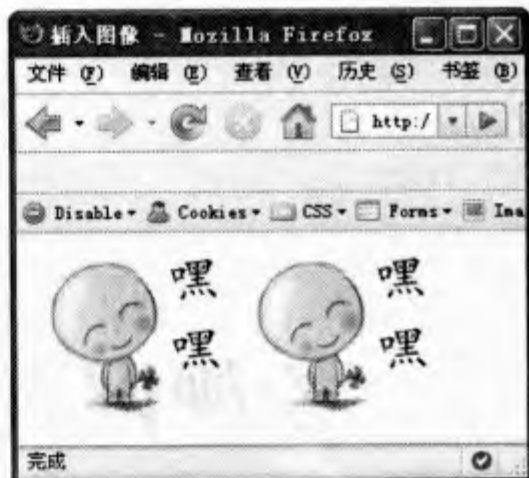 插入图像 - Mozilla Firefox
文件 (F) 编辑 (E) 查看 (V) 历史 (S) 书签 (B)
http:/
Disable Cookies CSS Forms Ima
嘿 嘿
嘿 嘿
完成